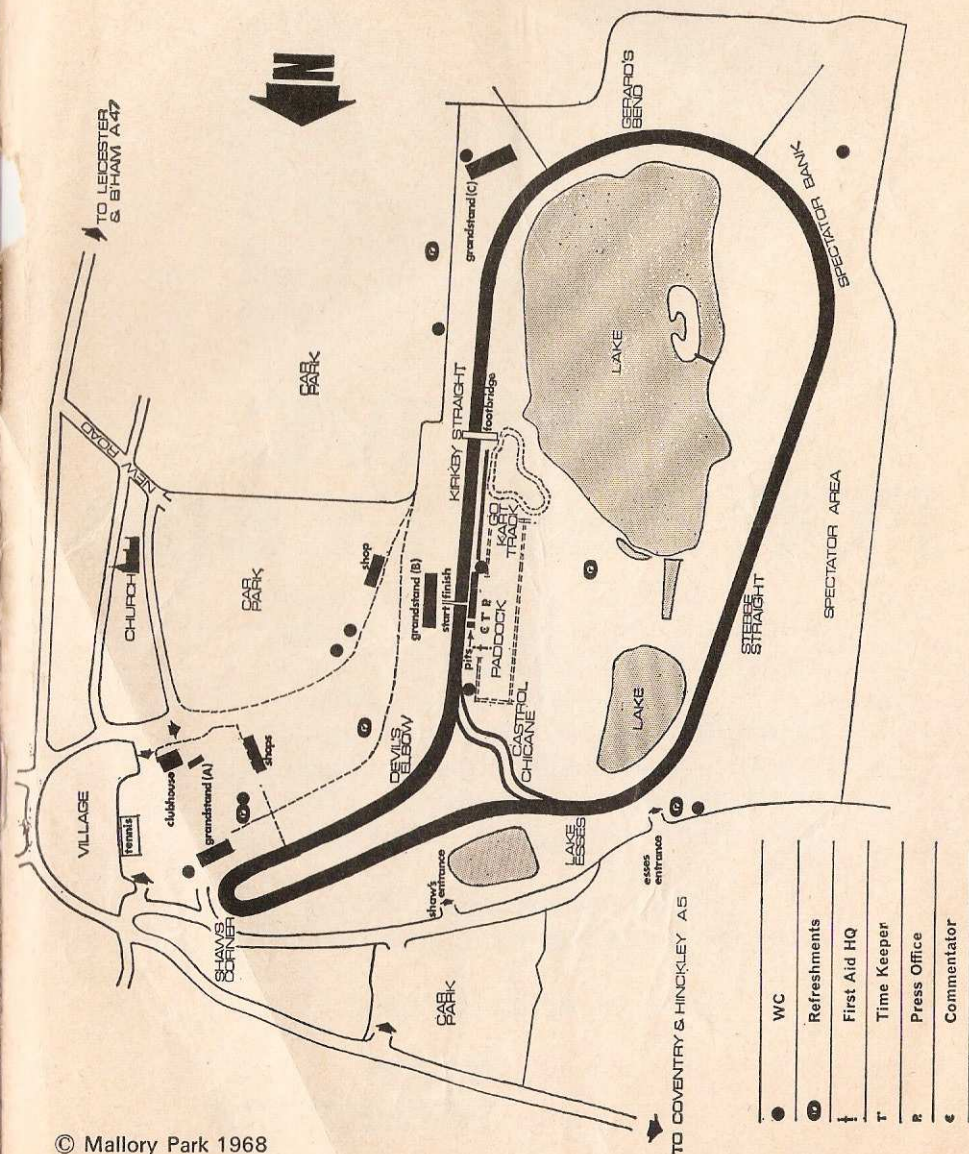 TO LEICESTER
& B'HAM A47
N
GERARD'S
BEND
SPECTATOR BANK
grandstand (C)
CAR
PARK
NEW ROAD
KIRKBY STRAIGHT
footbridge
LAKE
CHURCH
CAR
PARK
shop
grandstand (B)
start finish
GO
KART
TRACK
pits
C T P.
PADDOCK
SPECTATOR AREA
STEBBE
STRAIGHT
VILLAGE
tennis
clubhouse
grandstand (A)
shops
DEVIL'S
ELBOW
CASTROL
CHICANE
LAKE
SHAWS
CORNER
shaw's
entrance
LAKE
ESSES
esses
entrance
CAR
PARK
TO COVENTRY & HINCKLEY A5
WC
Refreshments
First Aid HQ
T Time Keeper
P. Press Office
C Commentator
© Mallory Park 1968